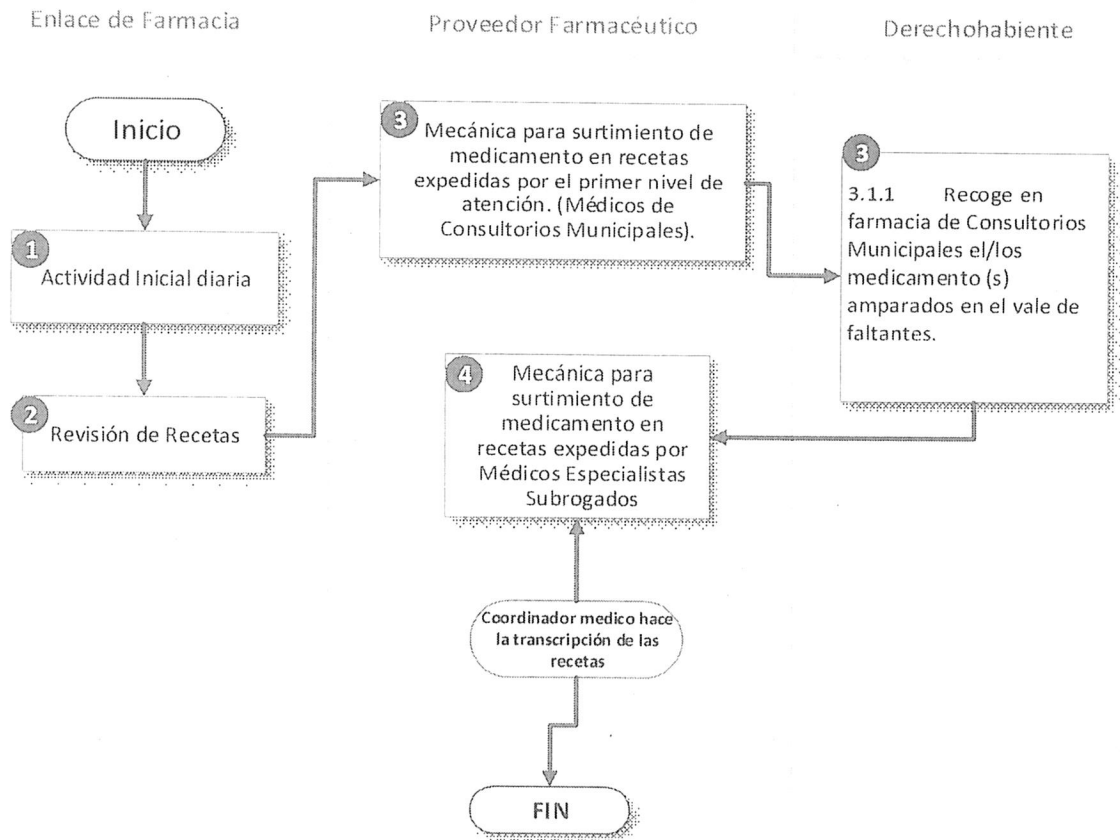 Enlace de Farmacia
Proveedor Farmacéutico
Derechohabiente
Inicio
1
Actividad Inicial diaria
2
Revisión de Recetas
3
Mecánica para surtimiento de
medicamento en recetas
expedidas por el primer nivel de
atención. (Médicos de
Consultorios Municipales).
3
3.1.1 Recoge en
farmacia de Consultorios
Municipales el/los
medicamento (s)
amparados en el vale de
faltantes.
4
Mecánica para
surtimiento de
medicamento en
recetas expedidas por
Médicos Especialistas
Subrogados
Coordinador medico hace
la transcripción de las
recetas
FIN